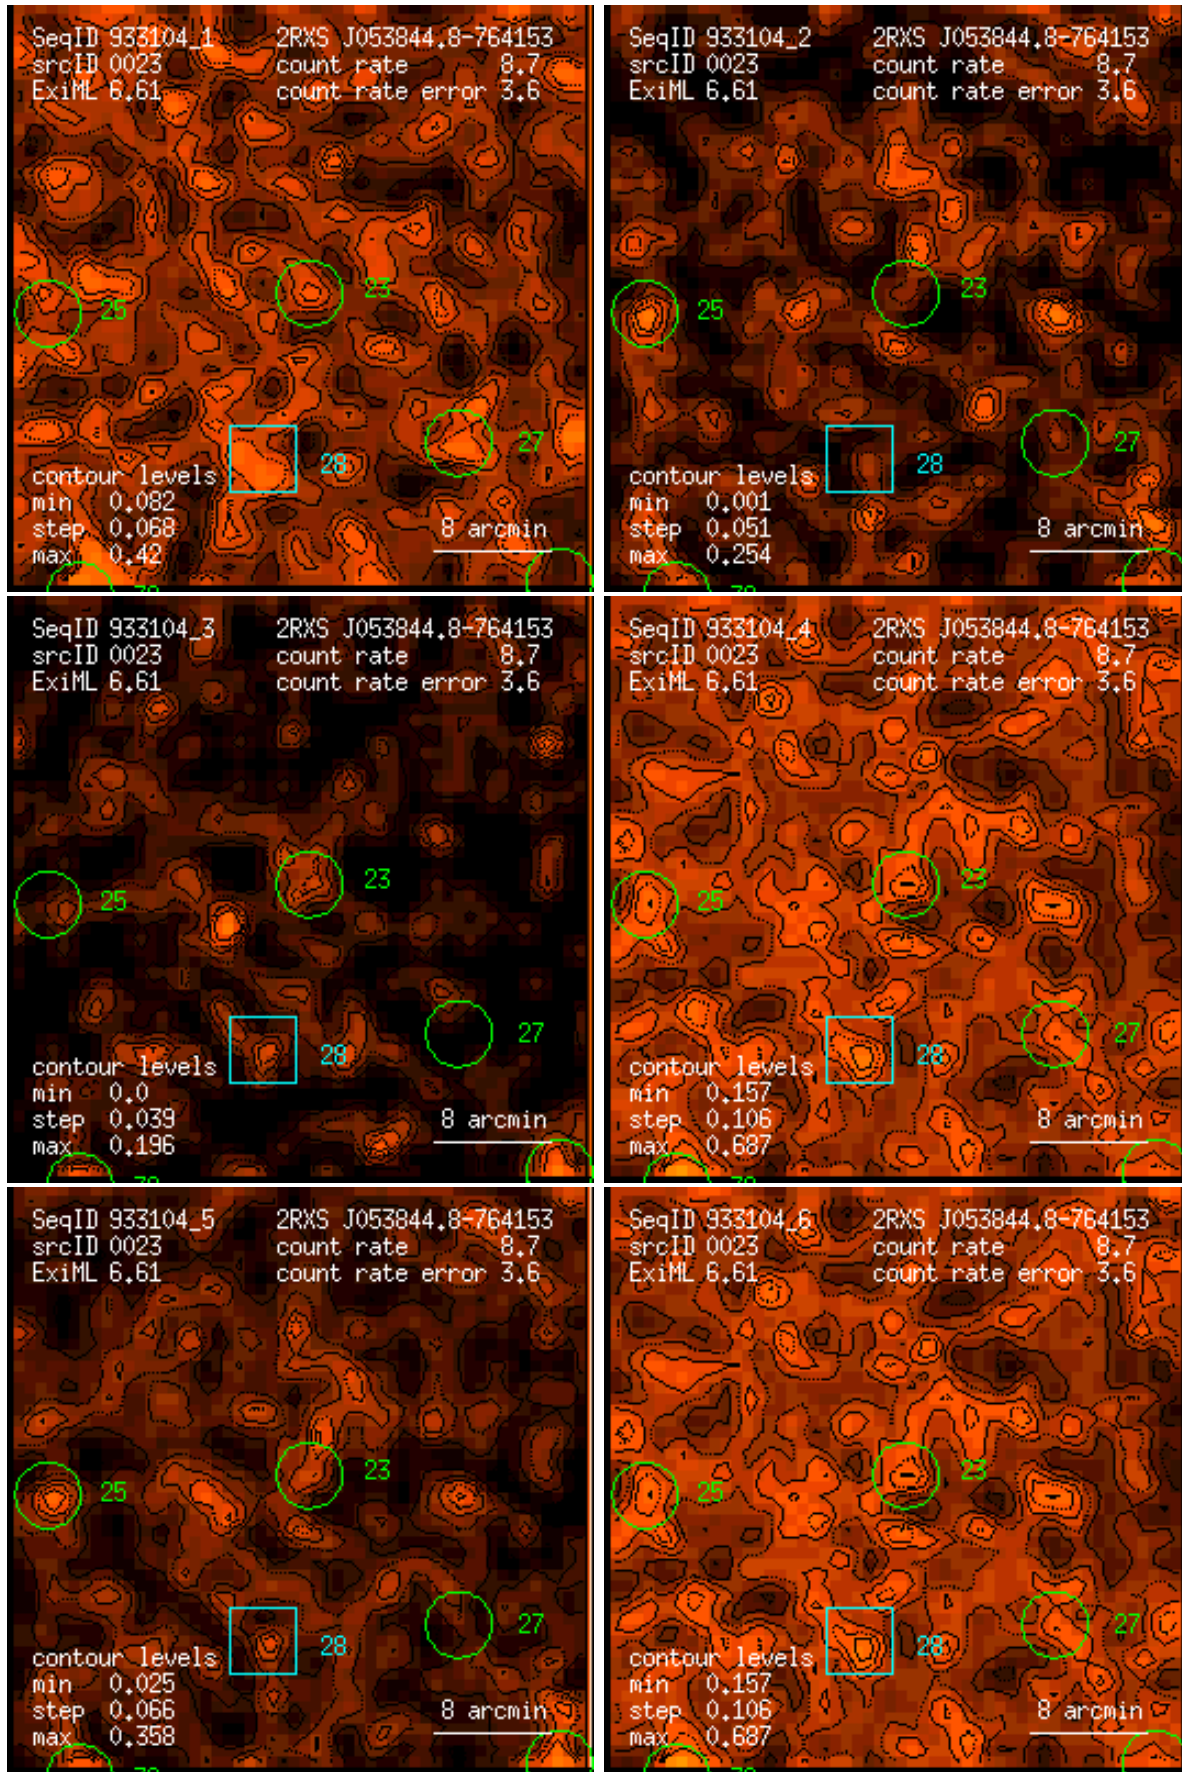 SeqID 933104_1 2RXS J053844.8-764153
srcID 0023 count rate 8.7
ExiML 6.61 count rate error 3.6
25
23
27
28
contour levels
min 0.082
step 0.068
max 0.42
8 arcmin
SeqID 933104_2 2RXS J053844.8-764153
srcID 0023 count rate 8.7
ExiML 6.61 count rate error 3.6
25
23
27
28
contour levels
min 0.001
step 0.051
max 0.254
8 arcmin
SeqID 933104_3 2RXS J053844.8-764153
srcID 0023 count rate 8.7
ExiML 6.61 count rate error 3.6
23
25
27
28
contour levels
min 0.0
step 0.039
max 0.196
8 arcmin
SeqID 933104_4 2RXS J053844.8-764153
srcID 0023 count rate 8.7
ExiML 6.61 count rate error 3.6
23
25
27
28
contour levels
min 0.157
step 0.106
max 0.687
8 arcmin
SeqID 933104_5 2RXS J053844.8-764153
srcID 0023 count rate 8.7
ExiML 6.61 count rate error 3.6
23
25
27
28
contour levels
min 0.025
step 0.066
max 0.358
8 arcmin
SeqID 933104_6 2RXS J053844.8-764153
srcID 0023 count rate 8.7
ExiML 6.61 count rate error 3.6
23
25
27
28
contour levels
min 0.157
step 0.106
max 0.687
8 arcmin